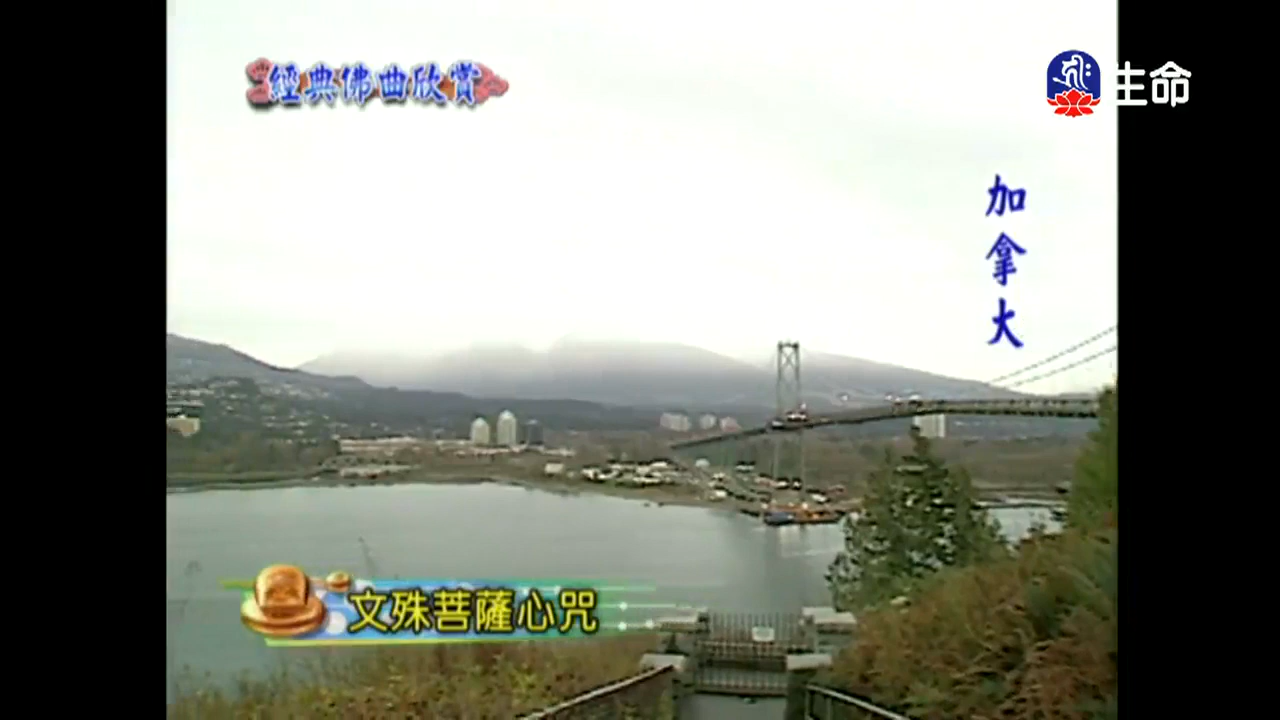 經典佛曲欣賞
生命
加拿大
文殊菩薩心咒